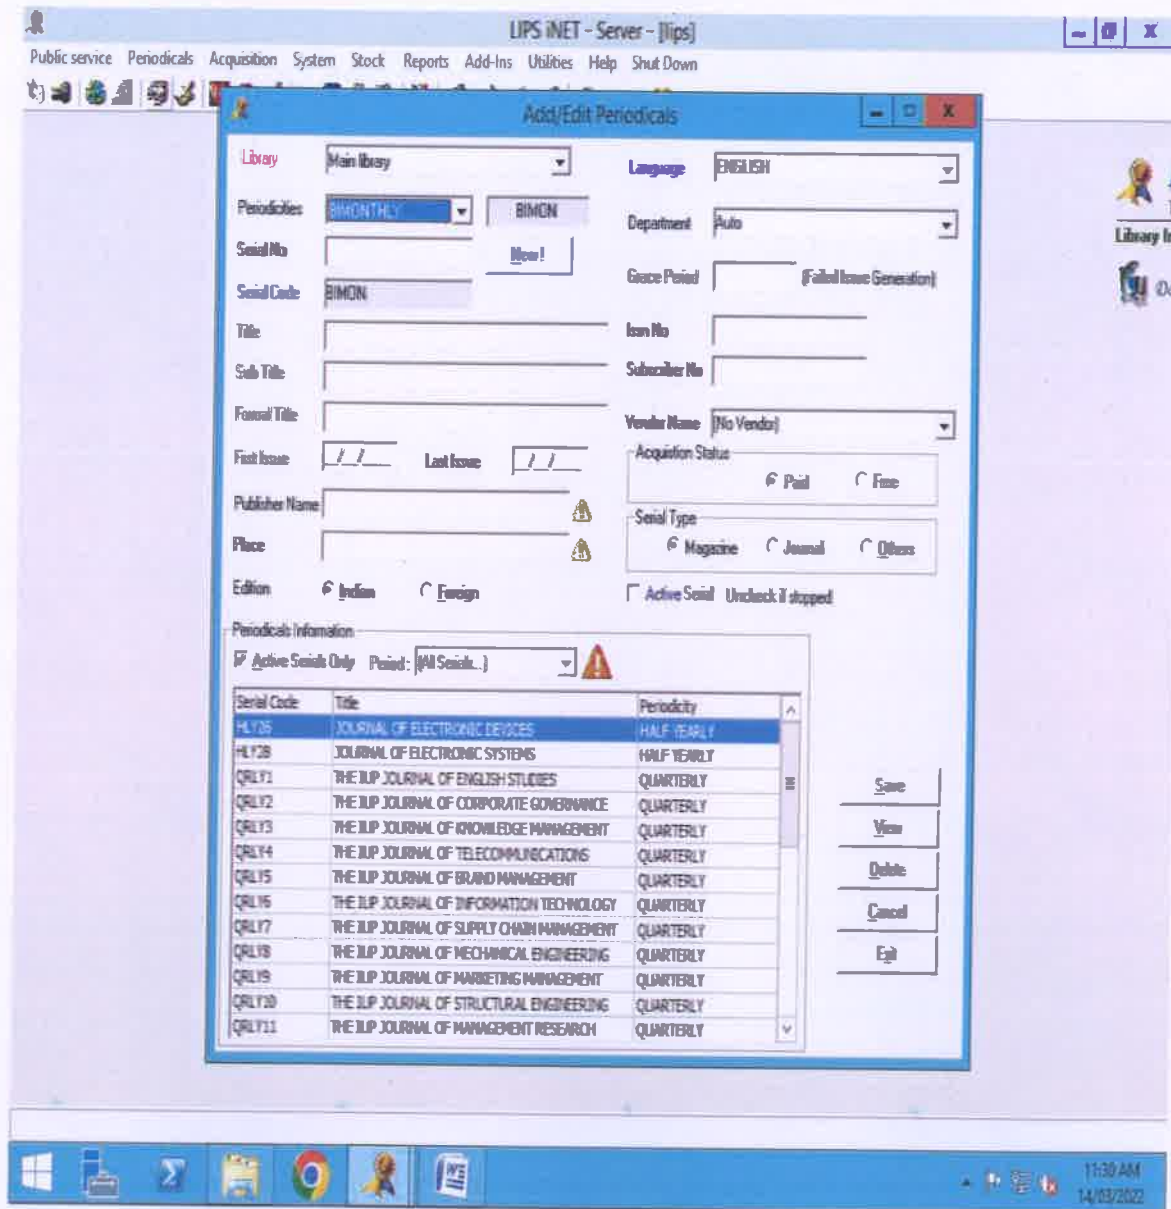 LIPS iNET - Server - [lips]
Public service Periodicals Acquisition System Stock Reports Add-Ins Utilities Help Shut Down
Add/Edit Periodicals
Library Main library
Language ENGLISH
Periodicities BIMONTHLY BIMON
Department Auto
Serial No New!
Grace Period (Failed Issue Generation)
Serial Code BIMON
Title
Issn No
Sub Title
Subscriber No
Formal Title
Vendor Name (No Vendor)
First Issue _/_/__ Last Issue _/_/__
Acquistion Status
Paid Free
Publisher Name
Serial Type
Magazine Journal Others
Place
Edition Indian Foreign
Active Serial Uncheck if stopped
Periodicals Information
Active Serials Only Period : (All Serials...)
Serial Code Title Periodicity
HLY26 JOURNAL OF ELECTRONIC DEVICES HALF YEARLY
HLY28 JOURNAL OF ELECTRONIC SYSTEMS HALF YEARLY
QRLY1 THE IUP JOURNAL OF ENGLISH STUDIES QUARTERLY
QRLY2 THE IUP JOURNAL OF CORPORATE GOVERNANCE QUARTERLY
QRLY3 THE IUP JOURNAL OF KNOWLEDGE MANAGEMENT QUARTERLY
QRLY4 THE IUP JOURNAL OF TELECOMMUNICATIONS QUARTERLY
QRLY5 THE IUP JOURNAL OF BRAND MANAGEMENT QUARTERLY
QRLY6 THE IUP JOURNAL OF INFORMATION TECHNOLOGY QUARTERLY
QRLY7 THE IUP JOURNAL OF SUPPLY CHAIN MANAGEMENT QUARTERLY
QRLY8 THE IUP JOURNAL OF MECHANICAL ENGINEERING QUARTERLY
QRLY9 THE IUP JOURNAL OF MARKETING MANAGEMENT QUARTERLY
QRLY10 THE IUP JOURNAL OF STRUCTURAL ENGINEERING QUARTERLY
QRLY11 THE IUP JOURNAL OF MANAGEMENT RESEARCH QUARTERLY
Save
View
Delete
Cancel
Exit
Library
11:30 AM
14/03/2022